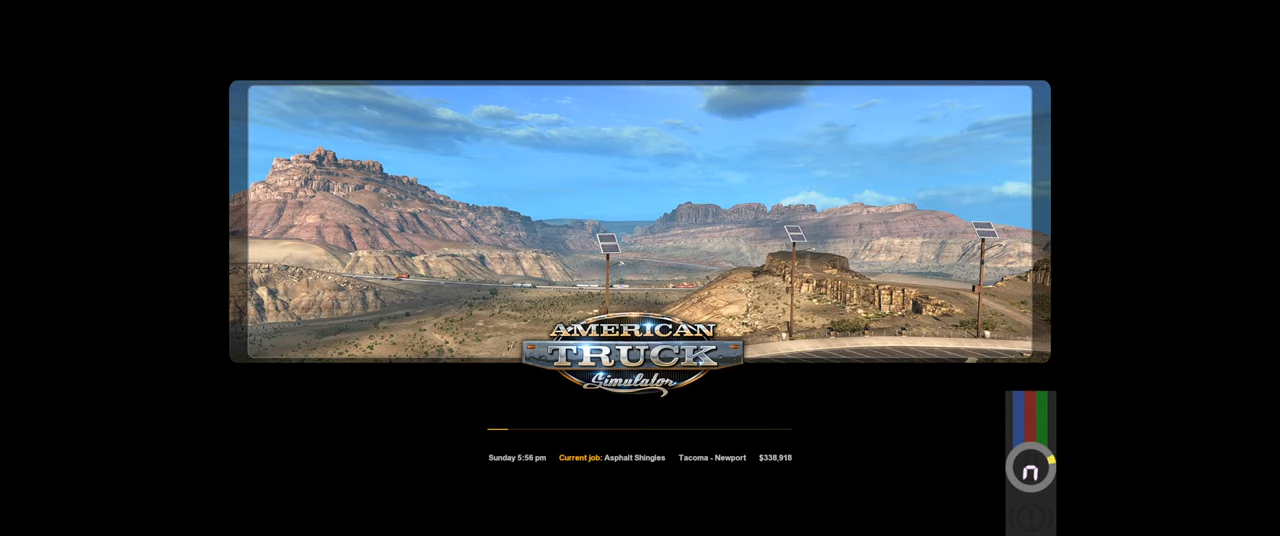 AMERICAN
TRUCK
Simulator
Sunday 5:56 pm Current job: Asphalt Shingles Tacoma - Newport $338,918
n